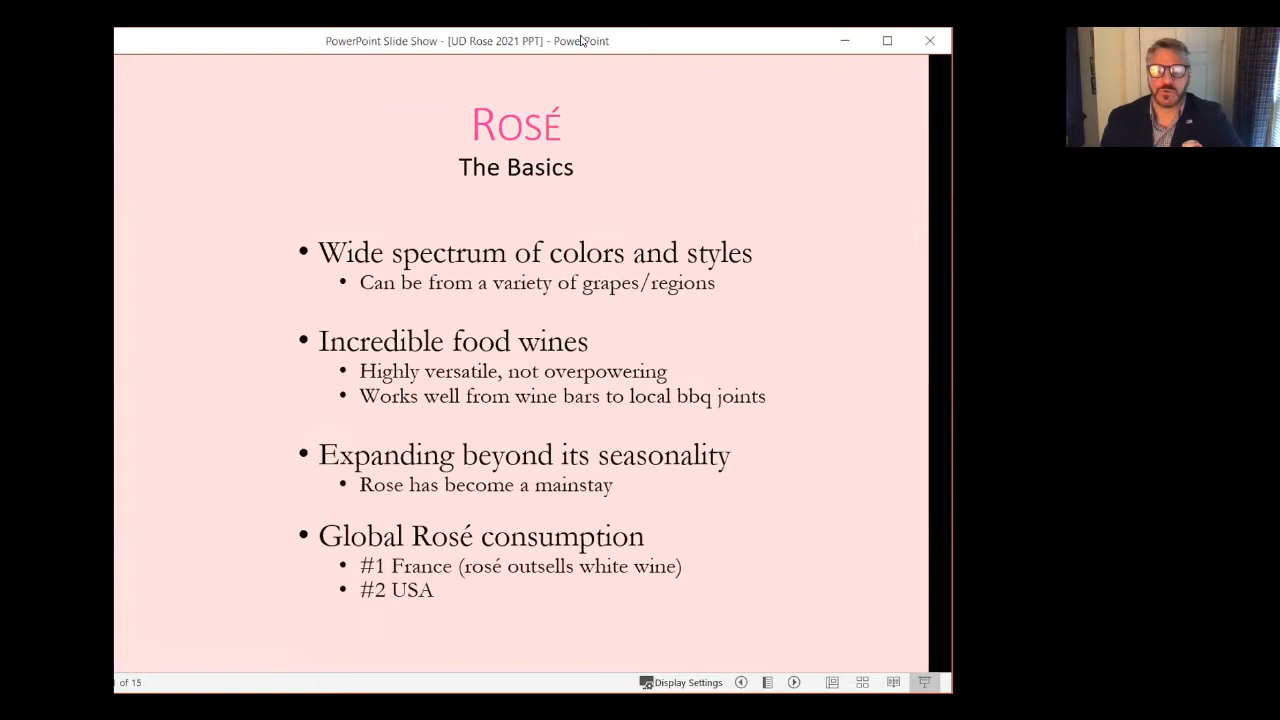 PowerPoint Slide Show - [UD Rose 2021 PPT] - PowerPoint
ROSÉ
The Basics
• Wide spectrum of colors and styles
• Can be from a variety of grapes/regions
• Incredible food wines
• Highly versatile, not overpowering
• Works well from wine bars to local bbq joints
• Expanding beyond its seasonality
• Rose has become a mainstay
• Global Rosé consumption
• #1 France (rosé outsells white wine)
• #2 USA
of 15
Display Settings